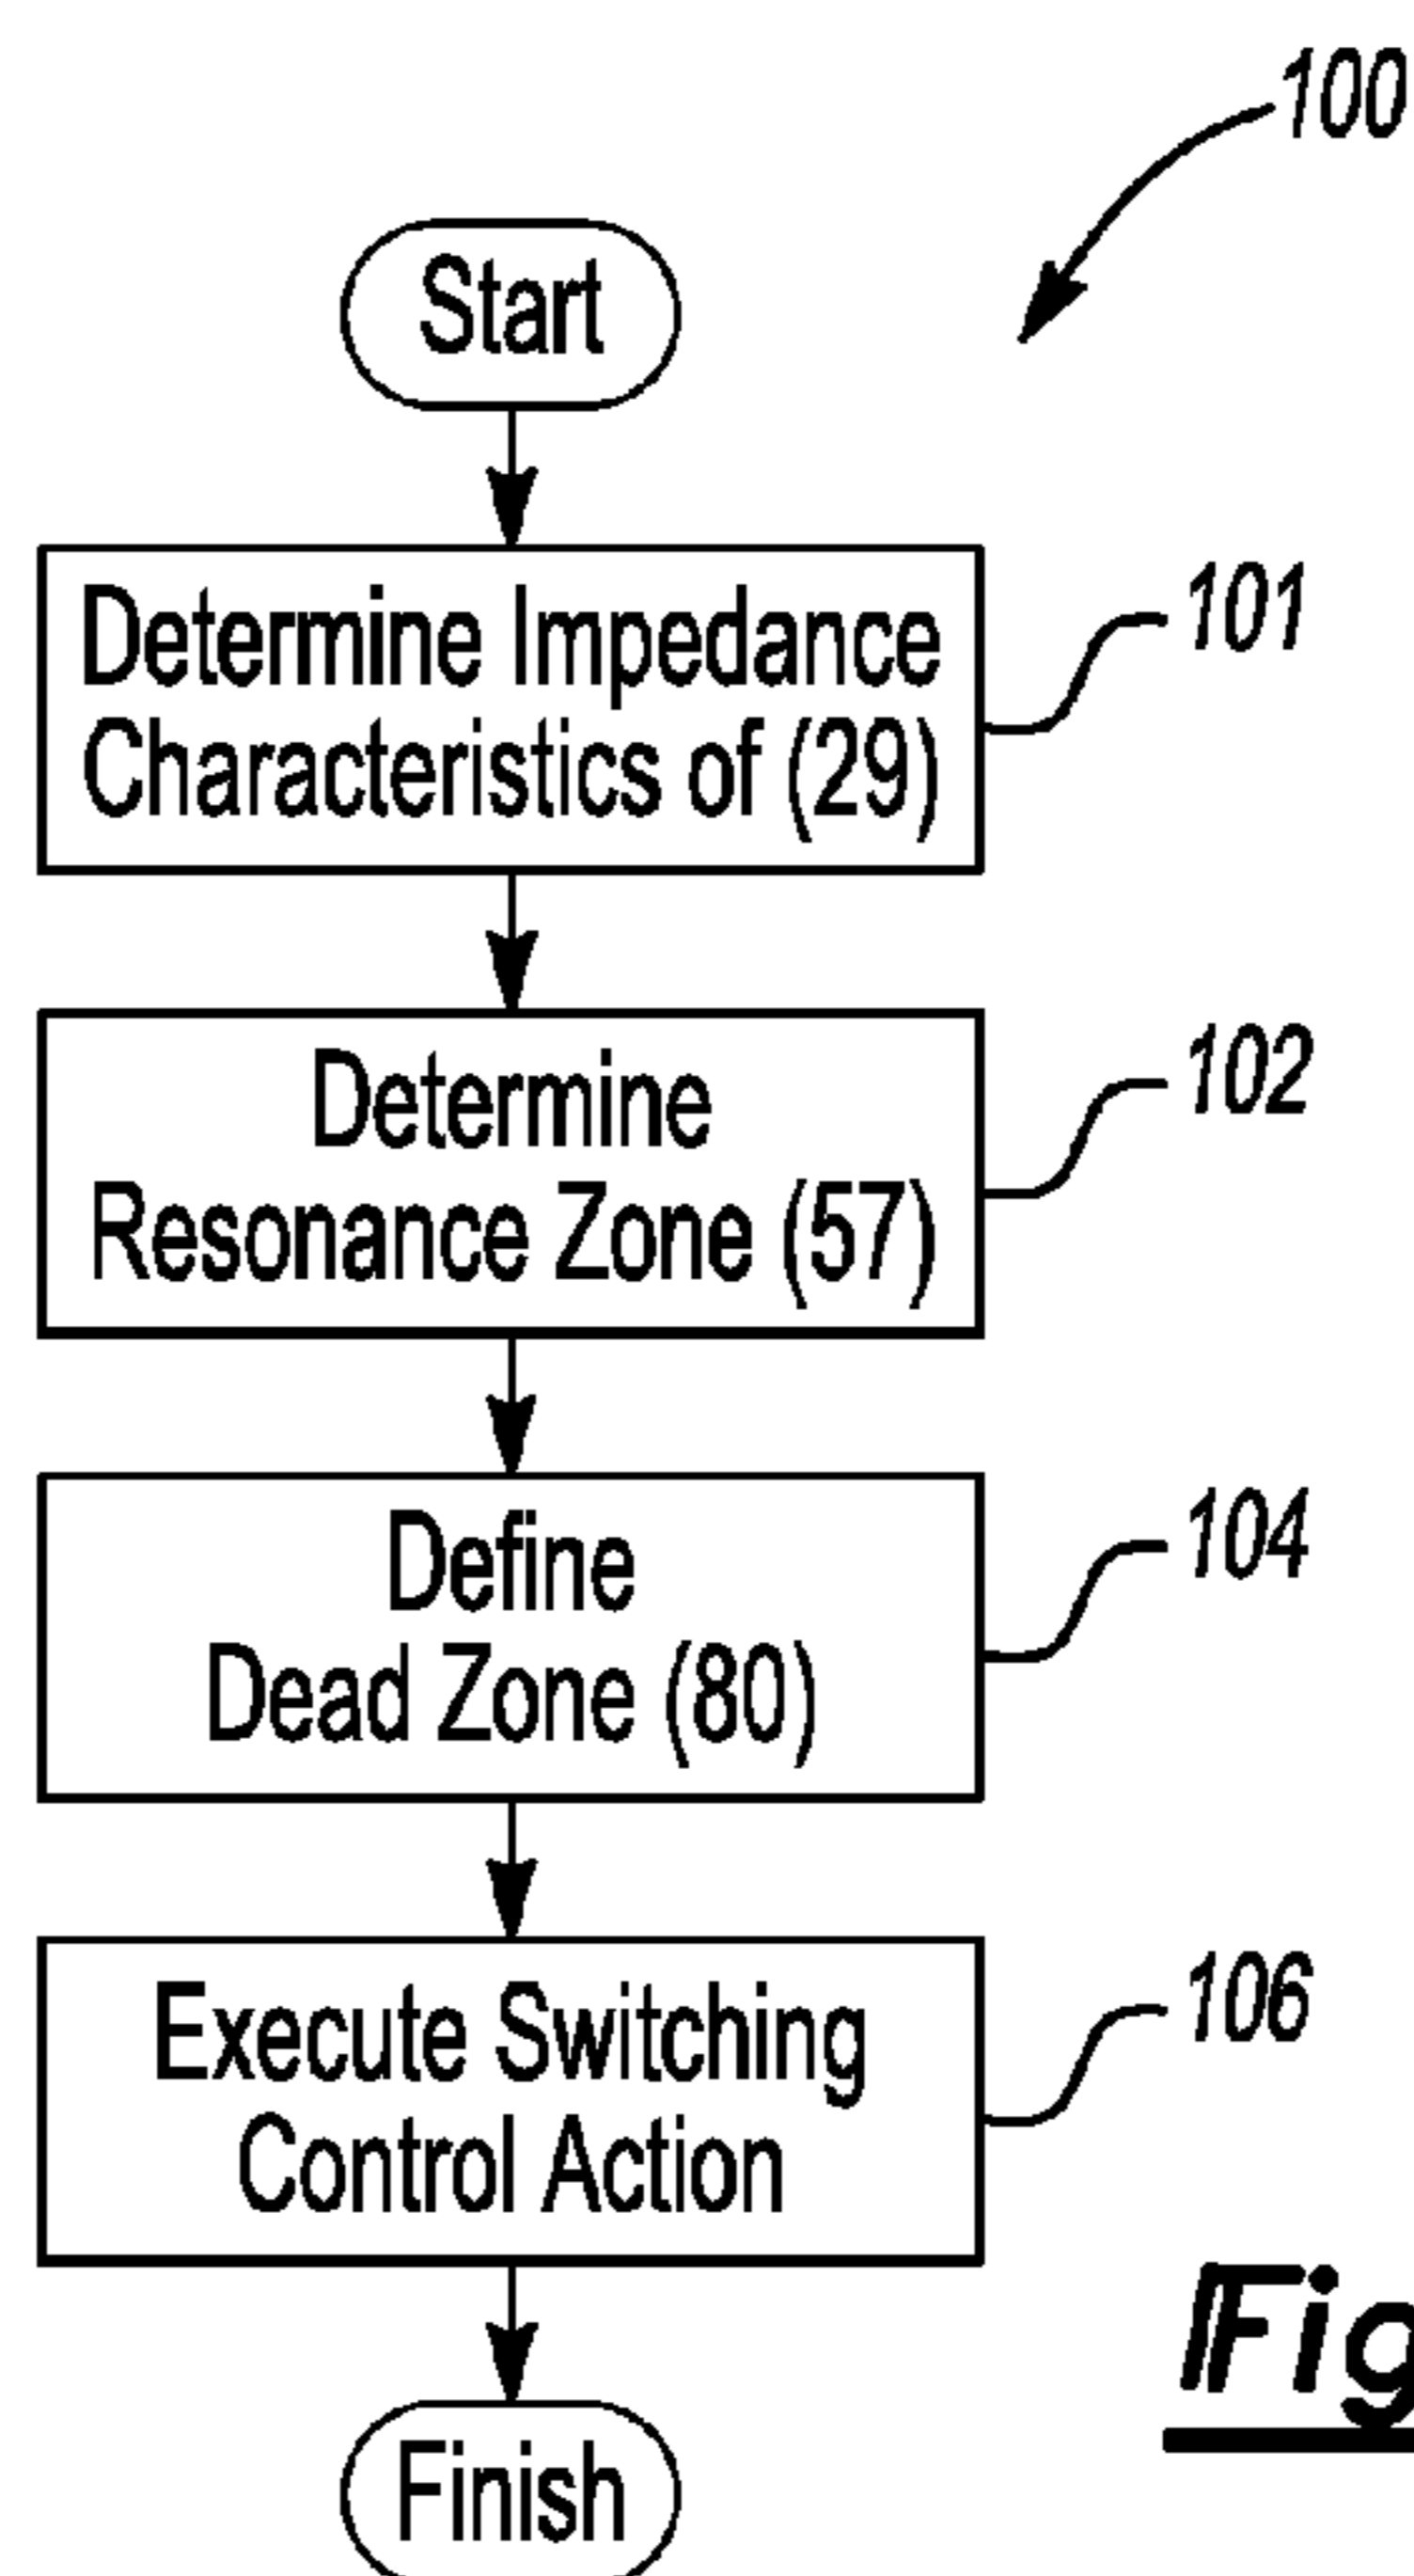 100
Start
Determine Impedance
Characteristics of (29)
101
Determine
Resonance Zone (57)
102
Define
Dead Zone (80)
104
Execute Switching
Control Action
106
Fig
Finish